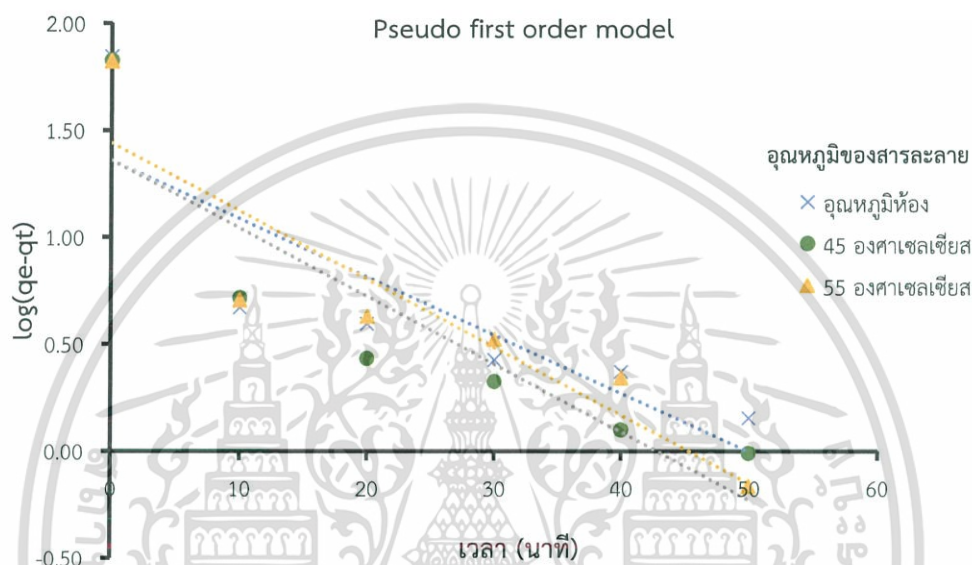 Pseudo first order model
2.00
1.50
1.00
0.50
0.00
-0.50
log(qe-qt)
0 10 20 30 40 50 60
เวลา (นาที)
อุณหภูมิของสารละลาย
อุณหภูมิห้อง
45 องศาเซลเซียส
55 องศาเซลเซียส